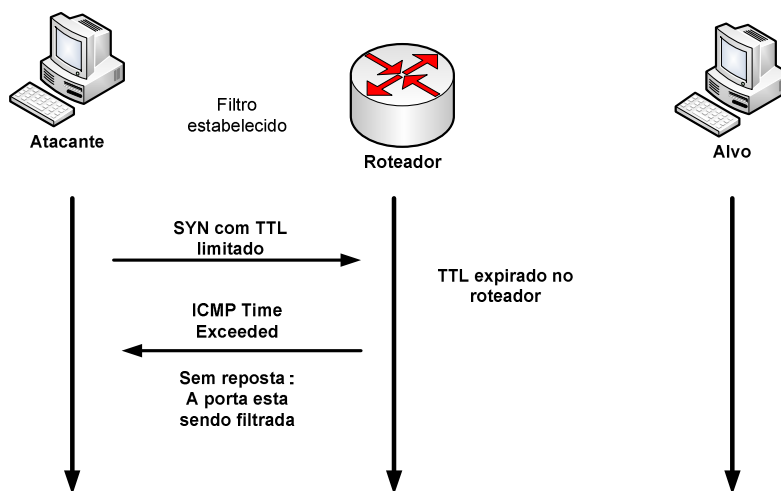 Atacante
Filtro
estabelecido
Roteador
Alvo
SYN com TTL
limitado
TTL expirado no
roteador
ICMP Time
Exceeded
Sem reposta :
A porta esta
sendo filtrada